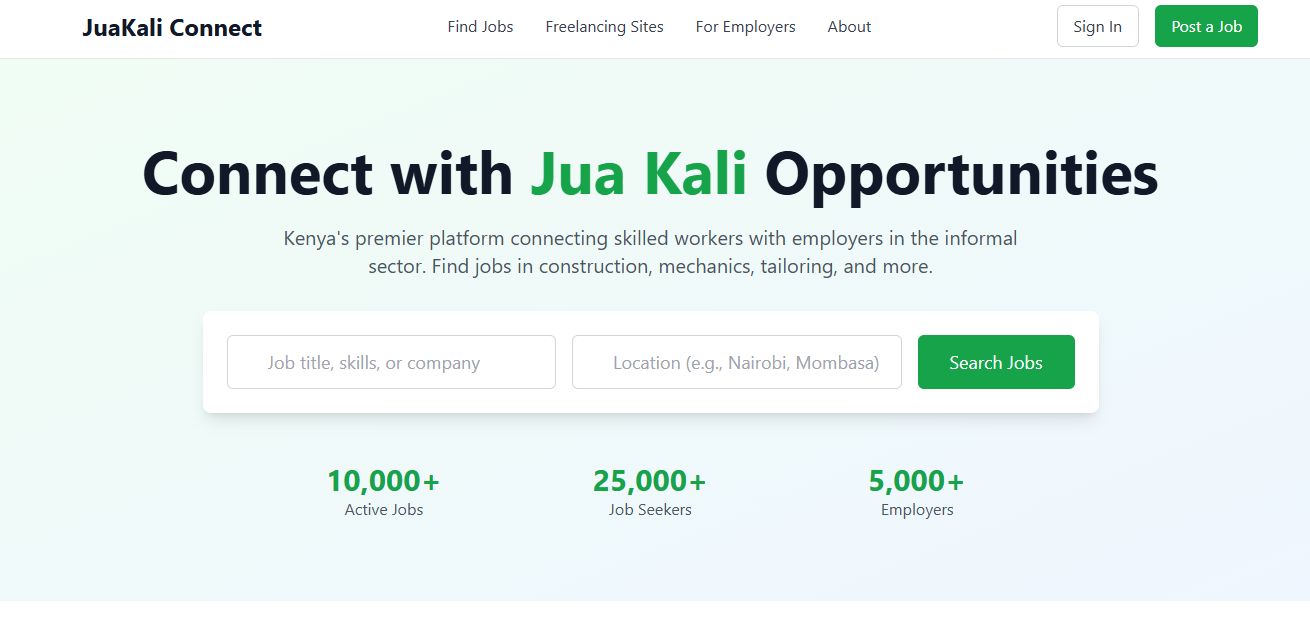 JuaKali Connect
Find Jobs
Freelancing Sites
For Employers
About
Sign In
Post a Job
Connect with Jua Kali Opportunities
Kenya's premier platform connecting skilled workers with employers in the informal
sector. Find jobs in construction, mechanics, tailoring, and more.
Job title, skills, or company
Location (e.g., Nairobi, Mombasa)
Search Jobs
10,000+
Active Jobs
25,000+
Job Seekers
5,000+
Employers